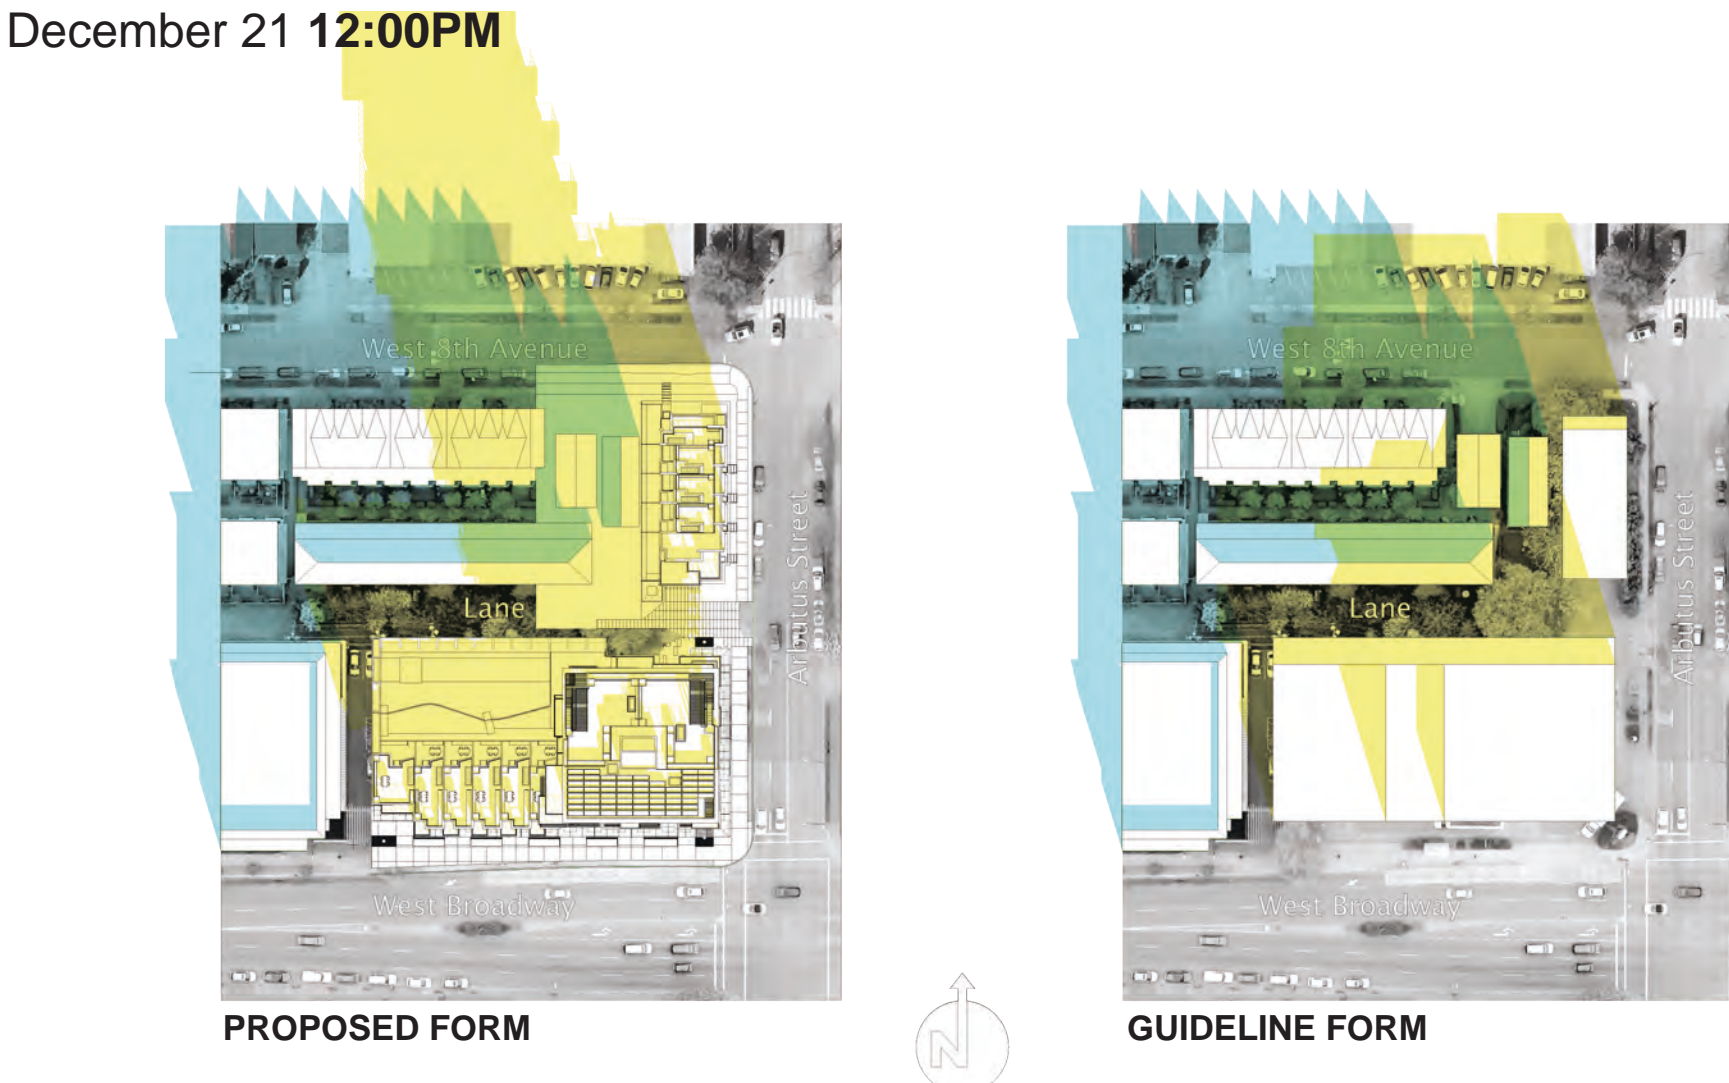 December 21 12:00PM
West 8th Avenue
Lane
Arbutus Street
West Broadway
PROPOSED FORM
West 8th Avenue
Lane
Arbutus Street
West Broadway
GUIDELINE FORM
N